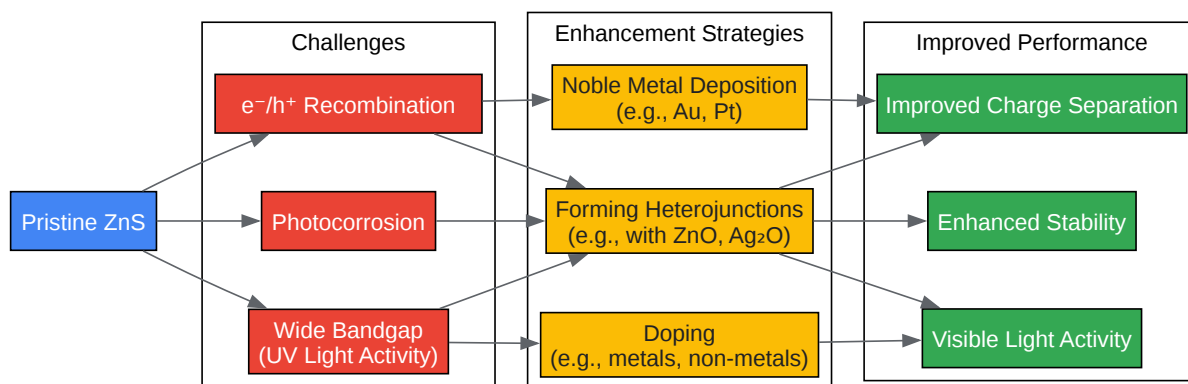 Challenges
Enhancement Strategies
Improved Performance
e⁻/h⁺ Recombination
Noble Metal Deposition
(e.g., Au, Pt)
Improved Charge Separation
Pristine ZnS
Photocorrosion
Forming Heterojunctions
(e.g., with ZnO, Ag₂O)
Enhanced Stability
Wide Bandgap
(UV Light Activity)
Doping
(e.g., metals, non-metals)
Visible Light Activity